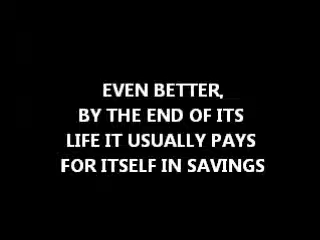 EVEN BETTER,
BY THE END OF ITS
LIFE IT USUALLY PAYS
FOR ITSELF IN SAVINGS